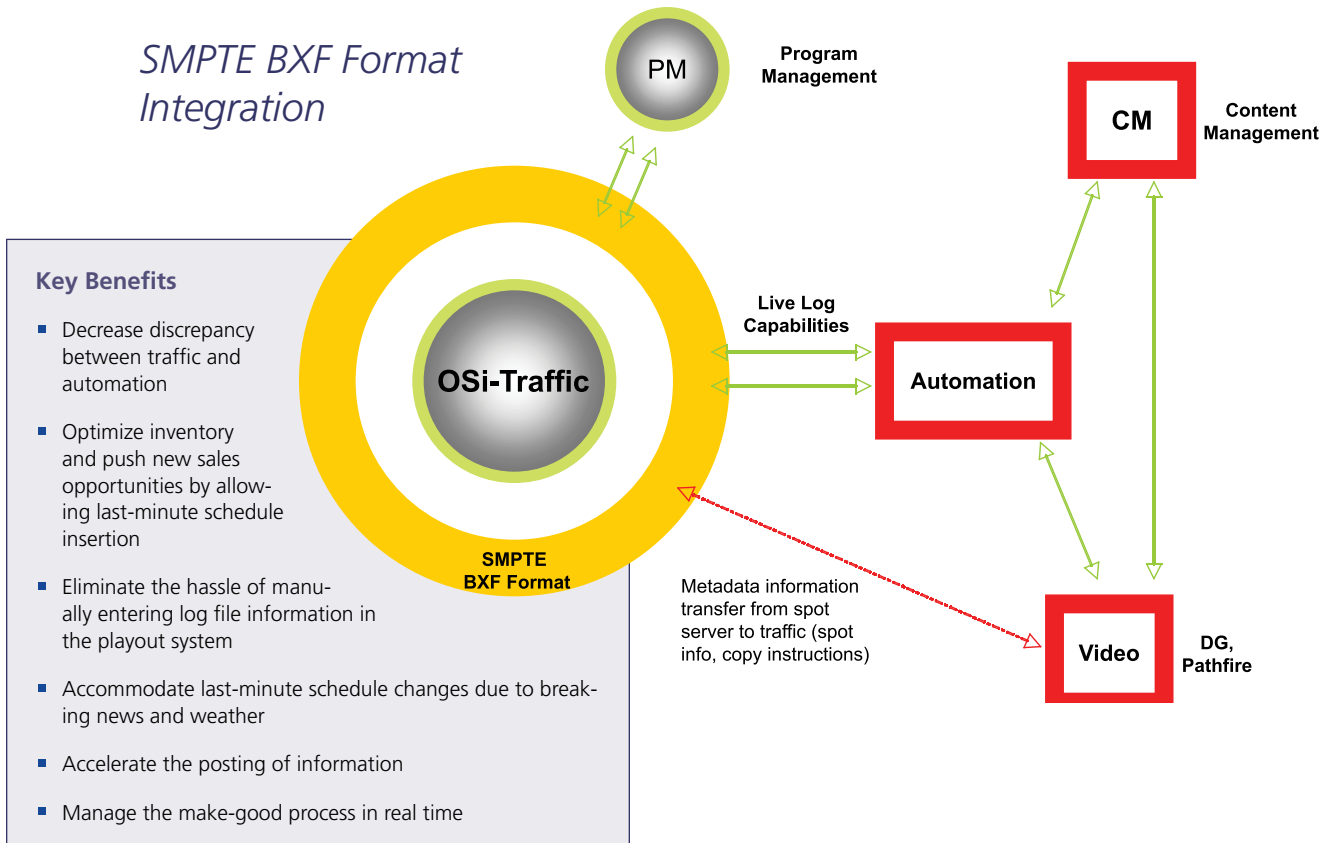 SMPTE BXF Format
Integration
PM
Program
Management
CM
Content
Management
Key Benefits
Decrease discrepancy
between traffic and
automation
Optimize inventory
and push new sales
opportunities by allow-
ing last-minute schedule
insertion
Eliminate the hassle of manu-
ally entering log file information in
the playout system
Accommodate last-minute schedule changes due to break-
ing news and weather
Accelerate the posting of information
Manage the make-good process in real time
OSi-Traffic
SMPTE
BXF Format
Live Log
Capabilities
Automation
Metadata information
transfer from spot
server to traffic (spot
info, copy instructions)
Video
DG,
Pathfire